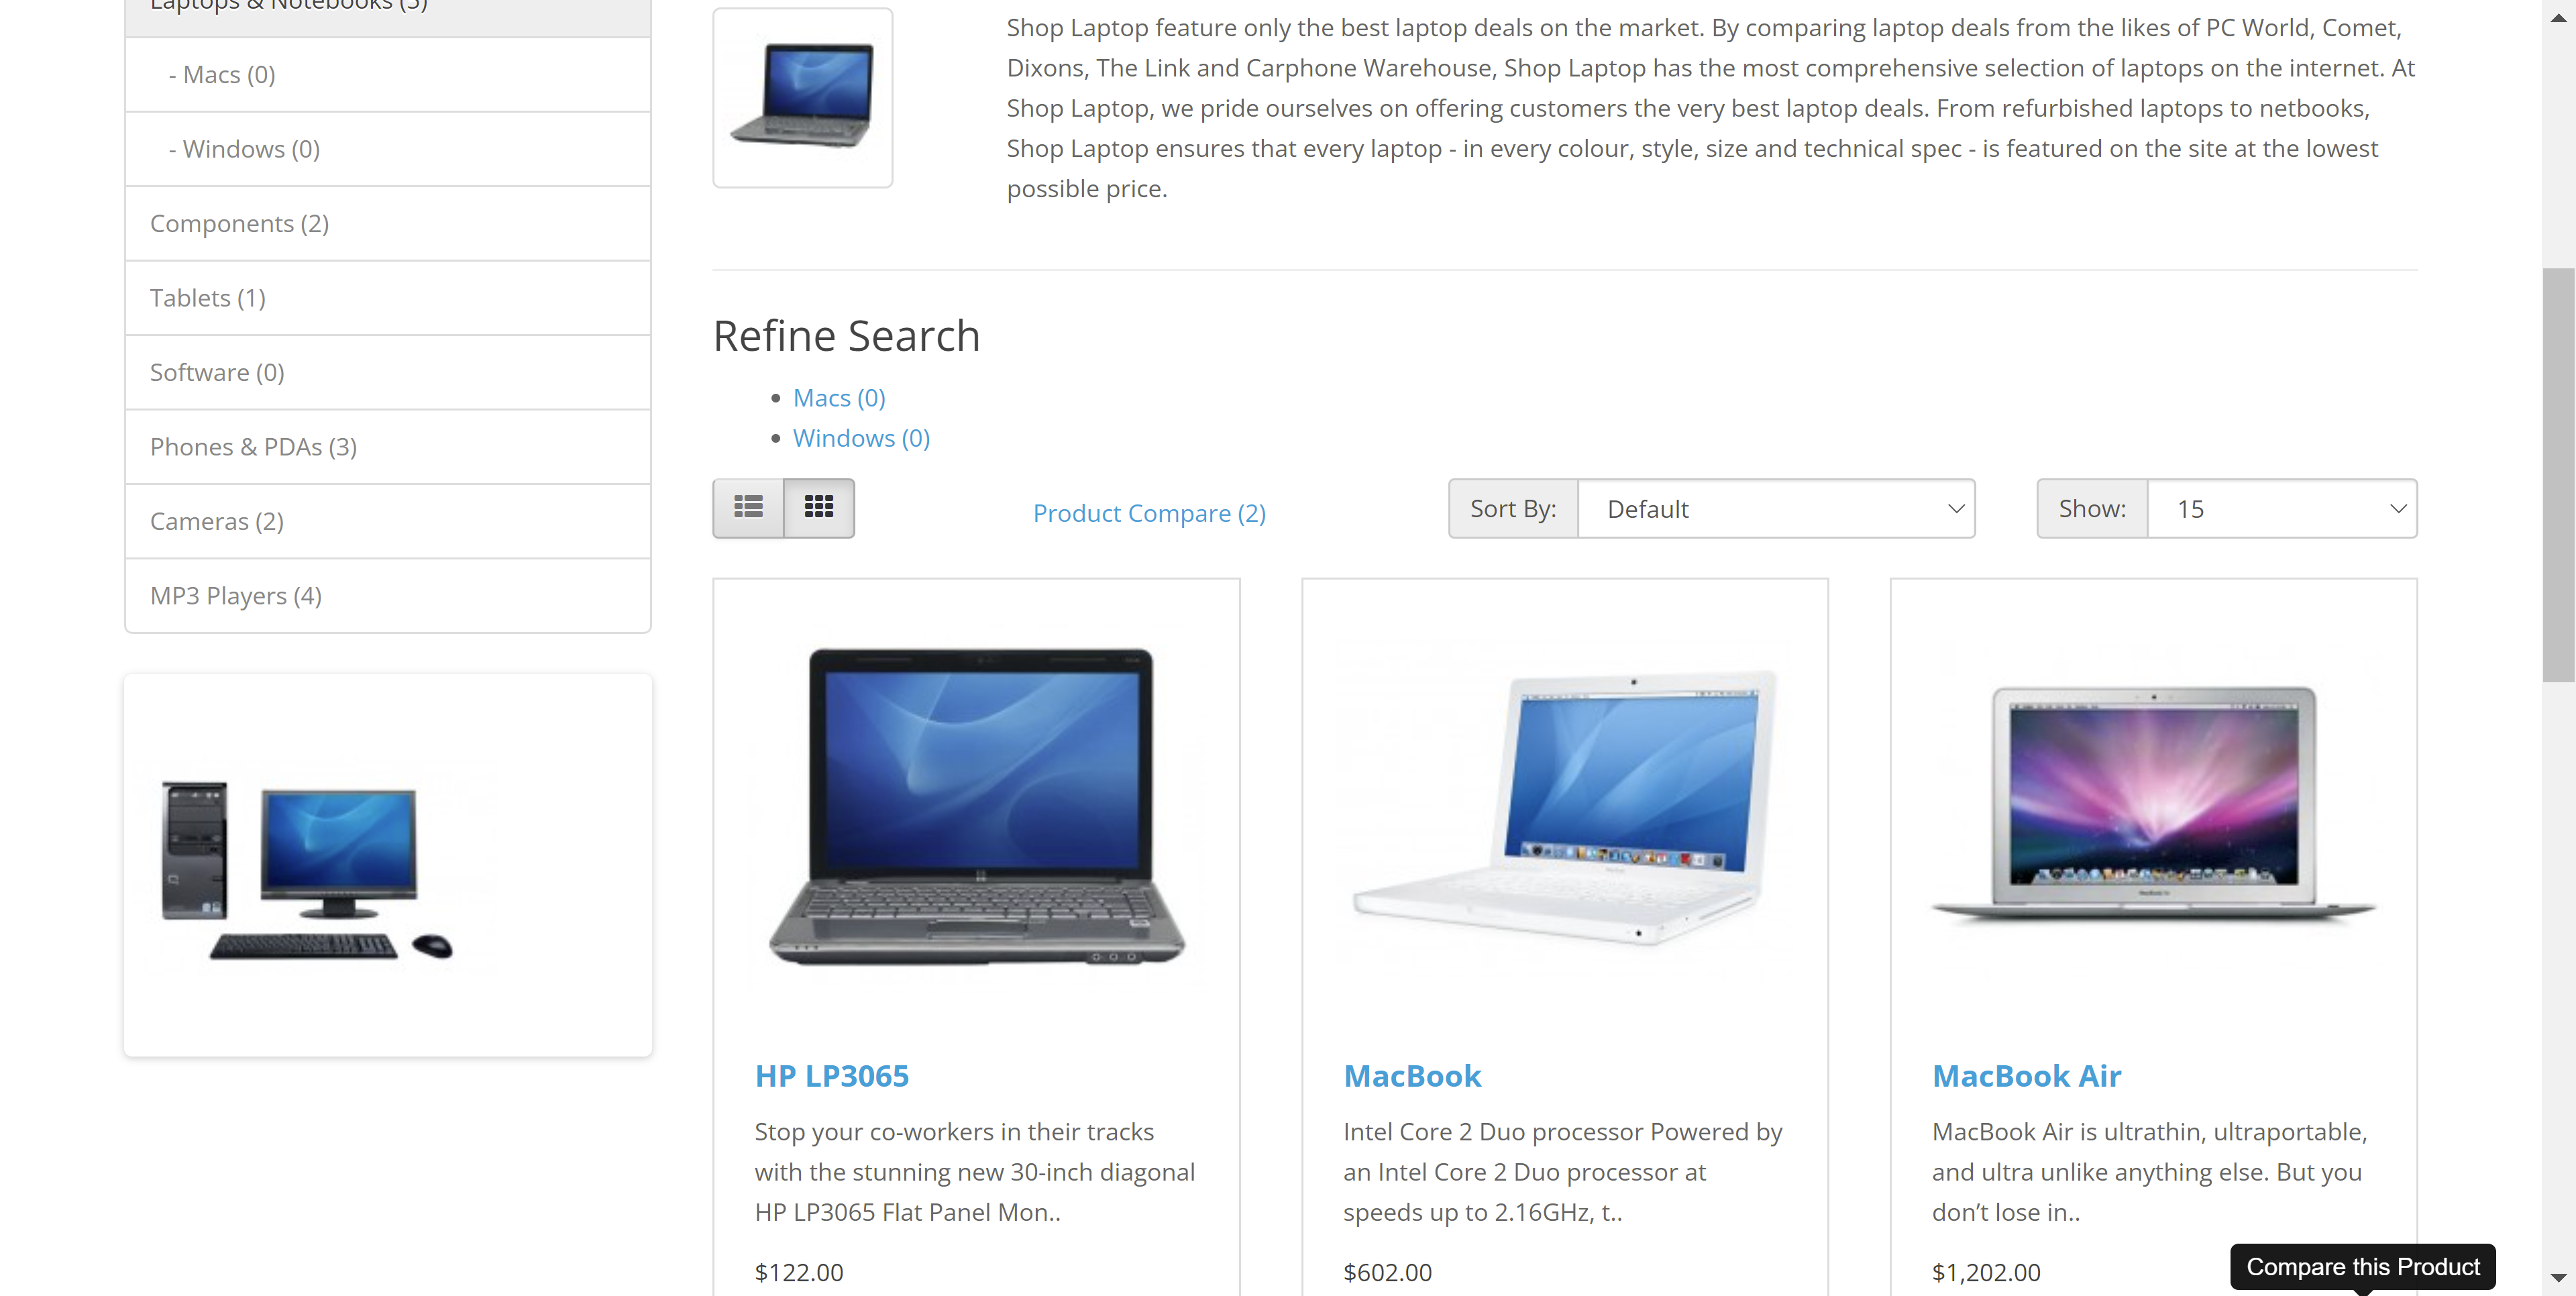 Laptops & Notebooks (5)
- Macs (0)
- Windows (0)
Components (2)
Tablets (1)
Software (0)
Phones & PDAs (3)
Cameras (2)
MP3 Players (4)
Shop Laptop feature only the best laptop deals on the market. By comparing laptop deals from the likes of PC World, Comet,
Dixons, The Link and Carphone Warehouse, Shop Laptop has the most comprehensive selection of laptops on the internet. At
Shop Laptop, we pride ourselves on offering customers the very best laptop deals. From refurbished laptops to netbooks,
Shop Laptop ensures that every laptop - in every colour, style, size and technical spec - is featured on the site at the lowest
possible price.
Refine Search
Macs (0)
Windows (0)
Product Compare (2)
Sort By: Default
Show: 15
HP LP3065
Stop your co-workers in their tracks
with the stunning new 30-inch diagonal
HP LP3065 Flat Panel Mon..
$122.00
MacBook
Intel Core 2 Duo processor Powered by
an Intel Core 2 Duo processor at
speeds up to 2.16GHz, t..
$602.00
MacBook Air
MacBook Air is ultrathin, ultraportable,
and ultra unlike anything else. But you
don’t lose in..
$1,202.00
Compare this Product